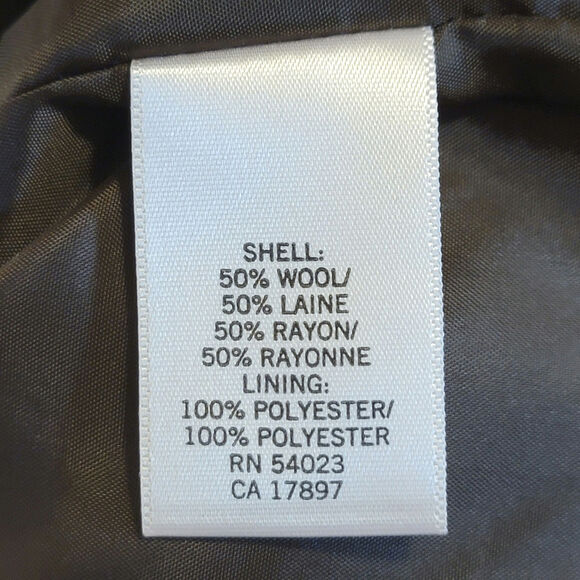 SHELL:
50% WOOL/
50% LAINE
50% RAYON/
50% RAYONNE
LINING:
100% POLYESTER/
100% POLYESTER
RN 54023
CA 17897